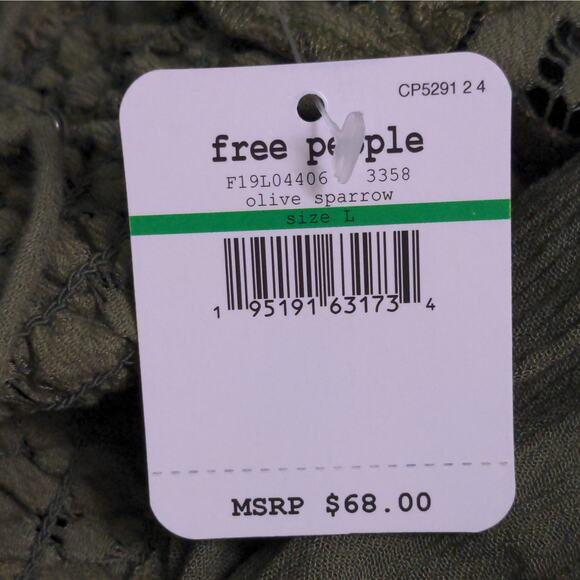 CP5291 2 4
free people
F19L04406 3358
olive sparrow
size L
1 95191 63173 4
MSRP $68.00